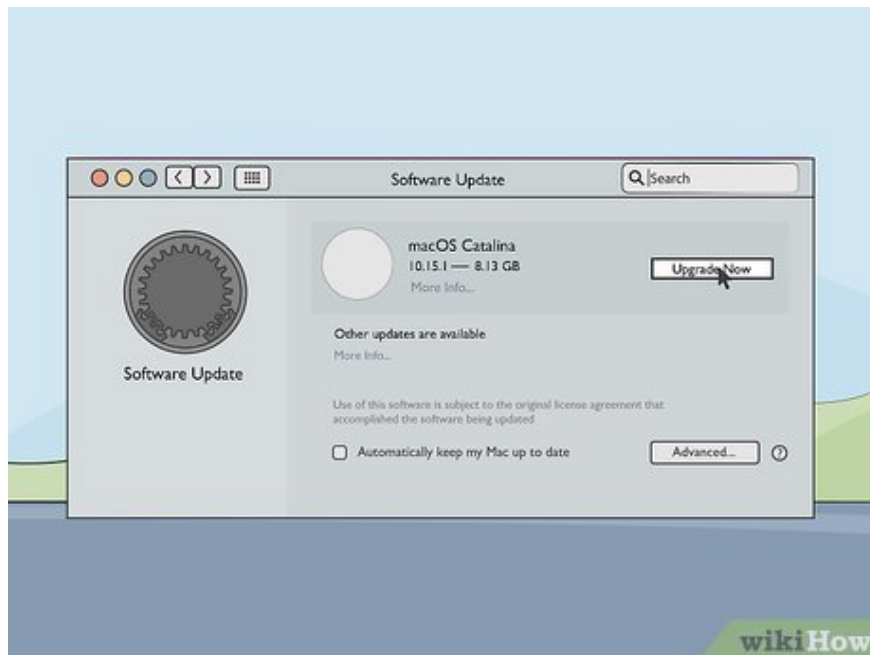 Software Update
Search
macOS Catalina
10.15.1 — 8.13 GB
More Info...
Upgrade Now
Software Update
Other updates are available
More Info...
Use of this software is subject to the original license agreement that
accomplished the software being updated
Automatically keep my Mac up to date
Advanced...
?
wikiHow